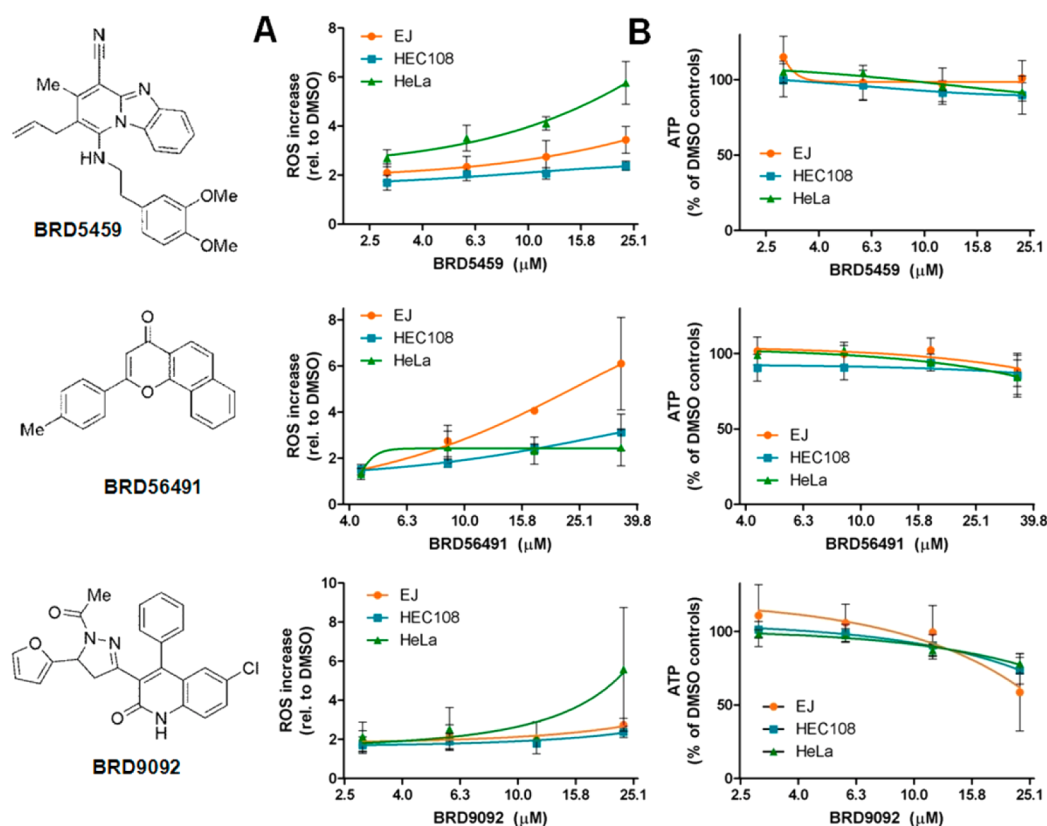 A
B
N
N
Me
N
HN
OMe
OMe
BRD5459
ROS increase
(rel. to DMSO)
8
6
4
2
0
EJ
HEC108
HeLa
2.5 4.0 6.3 10.0 15.8 25.1
BRD5459 (μM)
ATP
(% of DMSO controls)
100
50
0
EJ
HEC108
HeLa
2.5 4.0 6.3 10.0 15.8 25.1
BRD5459 (μM)
O
O
Me
BRD56491
ROS increase
(rel. to DMSO)
8
6
4
2
0
EJ
HEC108
HeLa
4.0 6.3 10.0 15.8 25.1 39.8
BRD56491 (μM)
ATP
(% of DMSO controls)
100
50
0
EJ
HEC108
HeLa
4.0 6.3 10.0 15.8 25.1 39.8
BRD56491 (μM)
Me
O
N
N
O
Cl
O
N
H
BRD9092
ROS increase
(rel. to DMSO)
10
8
6
4
2
0
EJ
HEC108
HeLa
2.5 4.0 6.3 10.0 15.8 25.1
BRD9092 (μM)
ATP
(% of DMSO controls)
100
50
0
EJ
HEC108
HeLa
2.5 4.0 6.3 10.0 15.8 25.1
BRD9092 (μM)